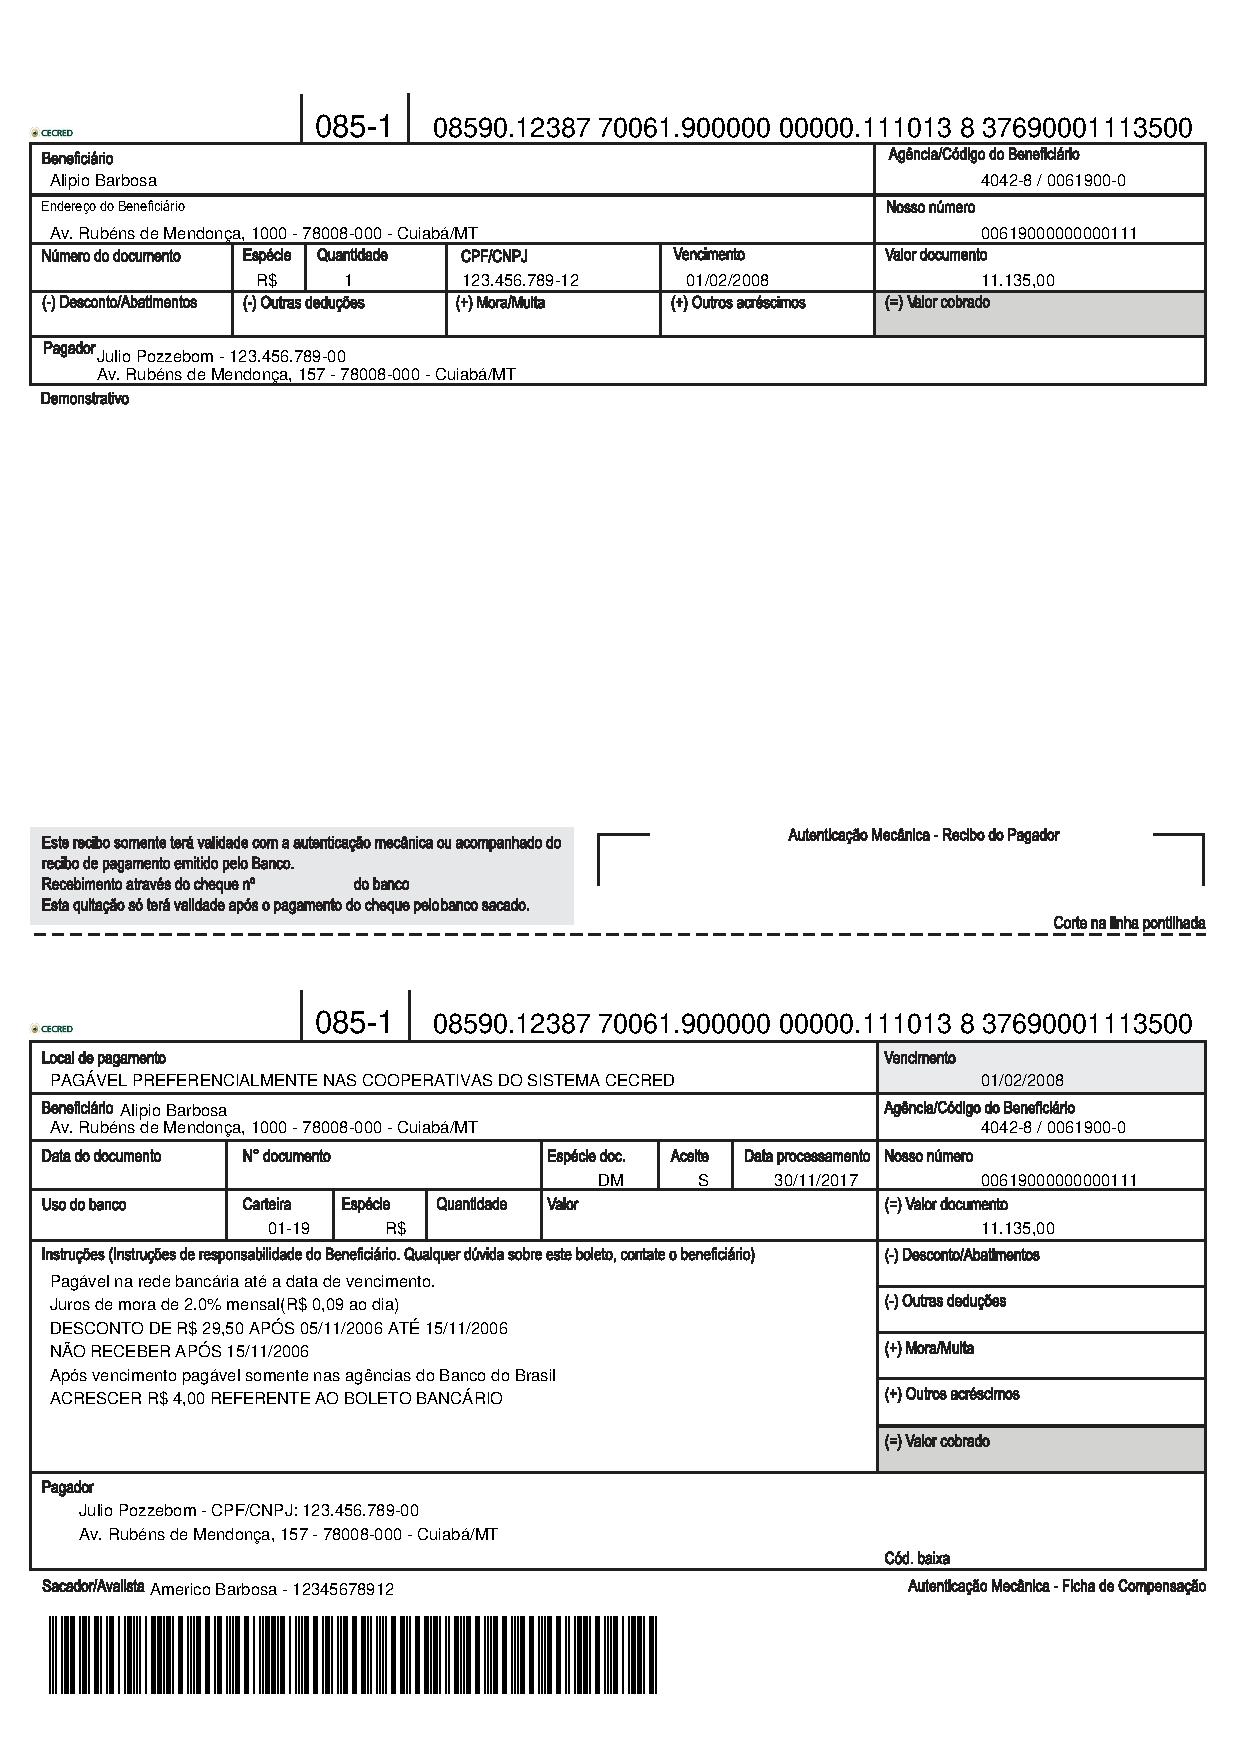 CECRED 085-1 08590.12387 70061.900000 00000.111013 8 37690001113500
Beneficiário Agência/Código do Beneficiário
Alipio Barbosa 4042-8 / 0061900-0
Endereço do Beneficiário Nosso número
Av. Rubéns de Mendonça, 1000 - 78008-000 - Cuiabá/MT 00619000000000111
Número do documento Espécie Quantidade CPF/CNPJ Vencimento Valor documento
R$ 1 123.456.789-12 01/02/2008 11.135,00
(-) Desconto/Abatimentos (-) Outras deduções (+) Mora/Multa (+) Outros acréscimos (=) Valor cobrado
Pagador Julio Pozzebom - 123.456.789-00
Av. Rubéns de Mendonça, 157 - 78008-000 - Cuiabá/MT
Demonstrativo
Este recibo somente terá validade com a autenticação mecânica ou acompanhado do
recibo de pagamento emitido pelo Banco.
Recebimento através do cheque nº do banco
Esta quitação só terá validade após o pagamento do cheque pelobanco sacado.
Autenticação Mecânica - Recibo do Pagador
Corte na linha pontilhada
CECRED 085-1 08590.12387 70061.900000 00000.111013 8 37690001113500
Local de pagamento Vencimento
PAGÁVEL PREFERENCIALMENTE NAS COOPERATIVAS DO SISTEMA CECRED 01/02/2008
Beneficiário Alipio Barbosa Agência/Código do Beneficiário
Av. Rubéns de Mendonça, 1000 - 78008-000 - Cuiabá/MT 4042-8 / 0061900-0
Data do documento N° documento Espécie doc. Aceite Data processamento Nosso número
DM S 30/11/2017 00619000000000111
Uso do banco Carteira Espécie Quantidade Valor (=) Valor documento
01-19 R$ 11.135,00
Instruções (Instruções de responsabilidade do Beneficiário. Qualquer dúvida sobre este boleto, contate o beneficiário) (-) Desconto/Abatimentos
Pagável na rede bancária até a data de vencimento.
Juros de mora de 2.0% mensal(R$ 0,09 ao dia) (-) Outras deduções
DESCONTO DE R$ 29,50 APÓS 05/11/2006 ATÉ 15/11/2006
NÃO RECEBER APÓS 15/11/2006 (+) Mora/Multa
Após vencimento pagável somente nas agências do Banco do Brasil
ACRESCER R$ 4,00 REFERENTE AO BOLETO BANCÁRIO (+) Outros acréscimos
(=) Valor cobrado
Pagador
Julio Pozzebom - CPF/CNPJ: 123.456.789-00
Av. Rubéns de Mendonça, 157 - 78008-000 - Cuiabá/MT
Cód. baixa
Sacador/Avalista Americo Barbosa - 12345678912 Autenticação Mecânica - Ficha de Compensação